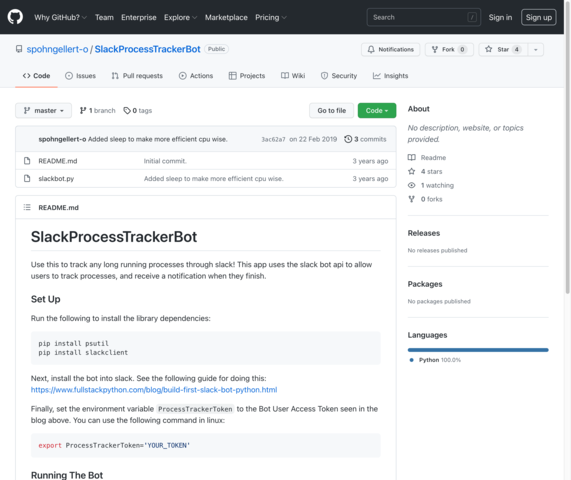 Why GitHub? Team Enterprise Explore Marketplace Pricing Search / Sign in Sign up
spohngellert-o / SlackProcessTrackerBot Public Notifications Fork 0 Star 4
Code Issues Pull requests Actions Projects Wiki Security Insights
master 1 branch 0 tags Go to file Code
spohngellert-o Added sleep to make more efficient cpu wise. 3ac62a7 on 22 Feb 2019 3 commits
README.md Initial commit. 3 years ago
slackbot.py Added sleep to make more efficient cpu wise. 3 years ago
README.md
SlackProcessTrackerBot
Use this to track any long running processes through slack! This app uses the slack bot api to allow
users to track processes, and receive a notification when they finish.
Set Up
Run the following to install the library dependencies:
pip install psutil
pip install slackclient
Next, install the bot into slack. See the following guide for doing this:
https://www.fullstackpython.com/blog/build-first-slack-bot-python.html
Finally, set the environment variable ProcessTrackerToken to the Bot User Access Token seen in the
blog above. You can use the following command in linux:
export ProcessTrackerToken='YOUR_TOKEN'
Running The Bot
About
No description, website, or topics
provided.
Readme
4 stars
1 watching
0 forks
Releases
No releases published
Packages
No packages published
Languages
Python 100.0%